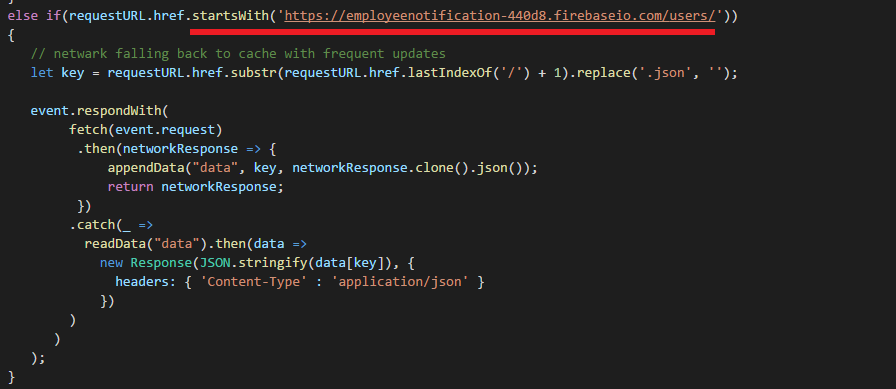 else if(requestURL.href.startsWith('https://employeenotification-440d8.firebaseio.com/users/'))
{
// netwark falling back to cache with frequent updates
let key = requestURL.href.substr(requestURL.href.lastIndexOf('/') + 1).replace('.json', '');
event.respondWith(
fetch(event.request)
.then(networkResponse => {
appendData("data", key, networkResponse.clone().json());
return networkResponse;
})
.catch(_ =>
readData("data").then(data =>
new Response(JSON.stringify(data[key]), {
headers: { 'Content-Type' : 'application/json' }
})
)
)
);
}